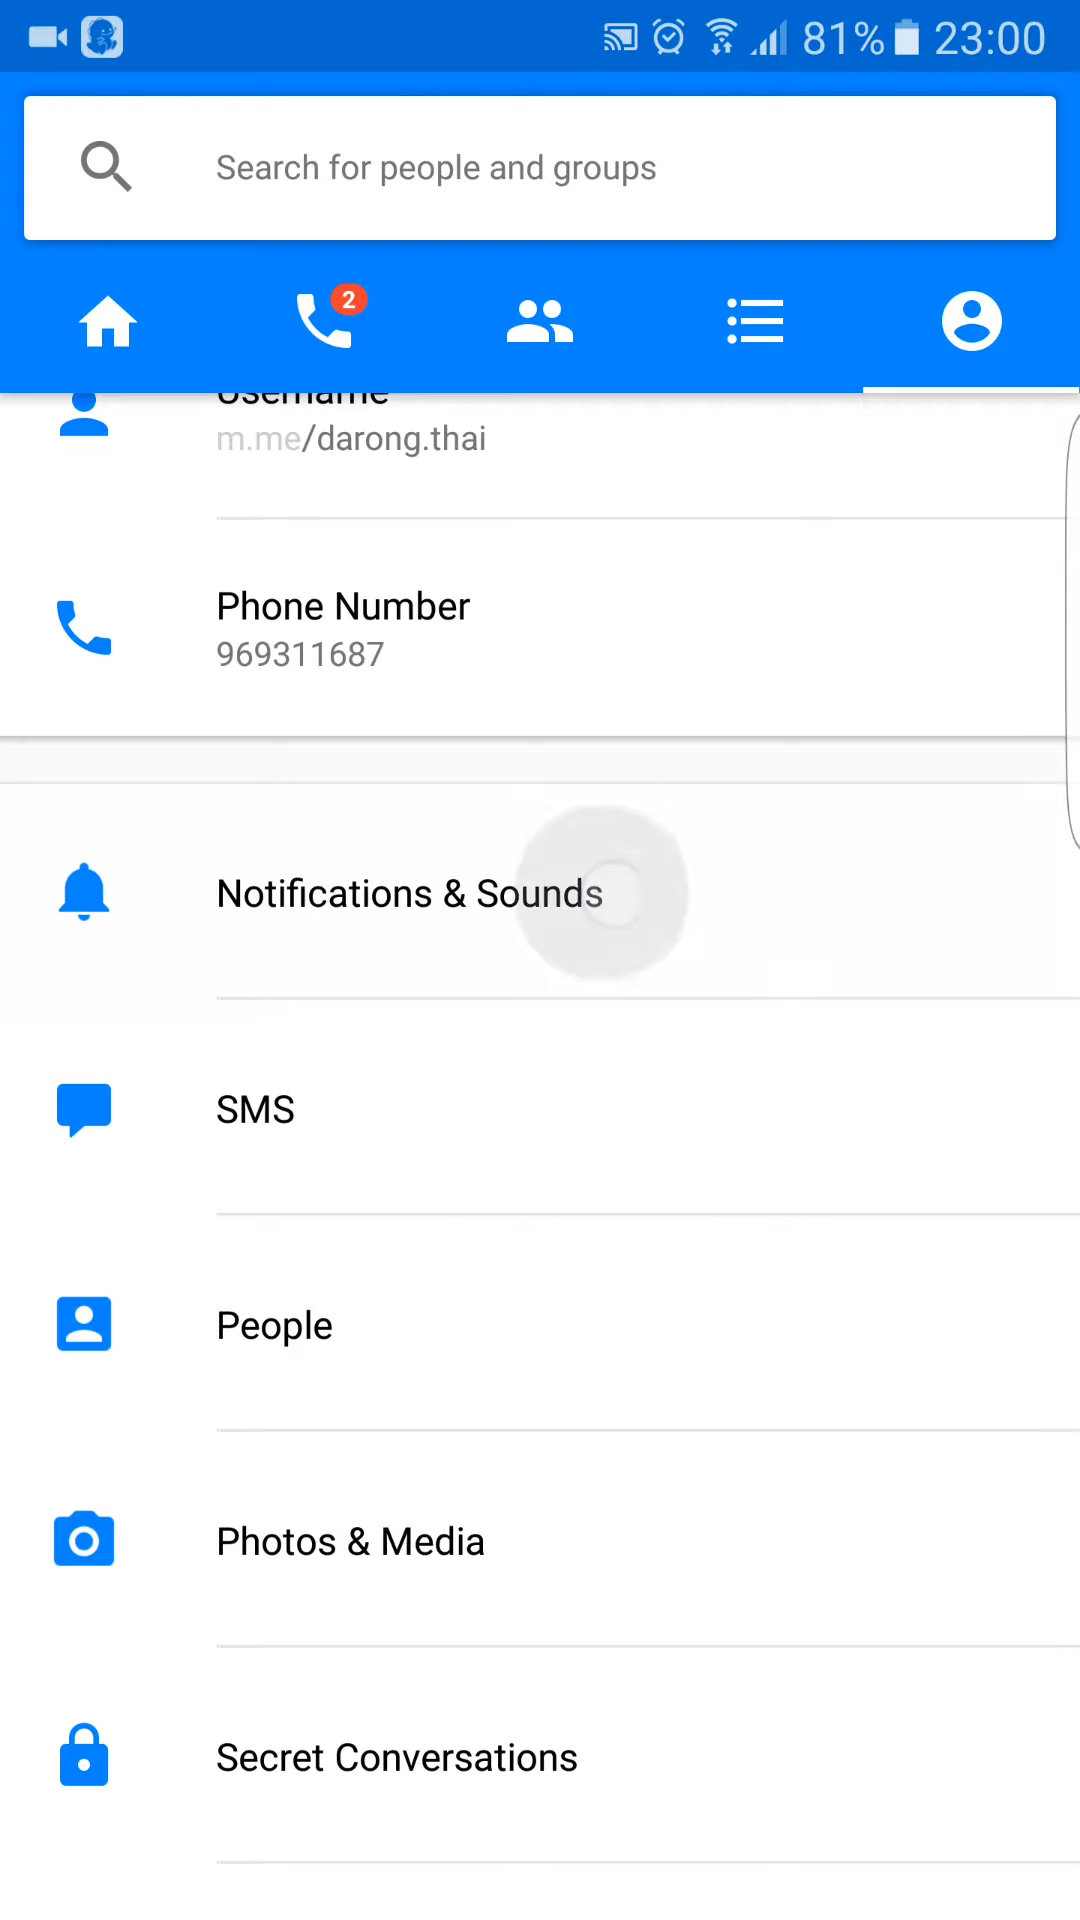 81% 23:00
Search for people and groups
2
Username
m.me/darong.thai
Phone Number
969311687
Notifications & Sounds
SMS
People
Photos & Media
Secret Conversations